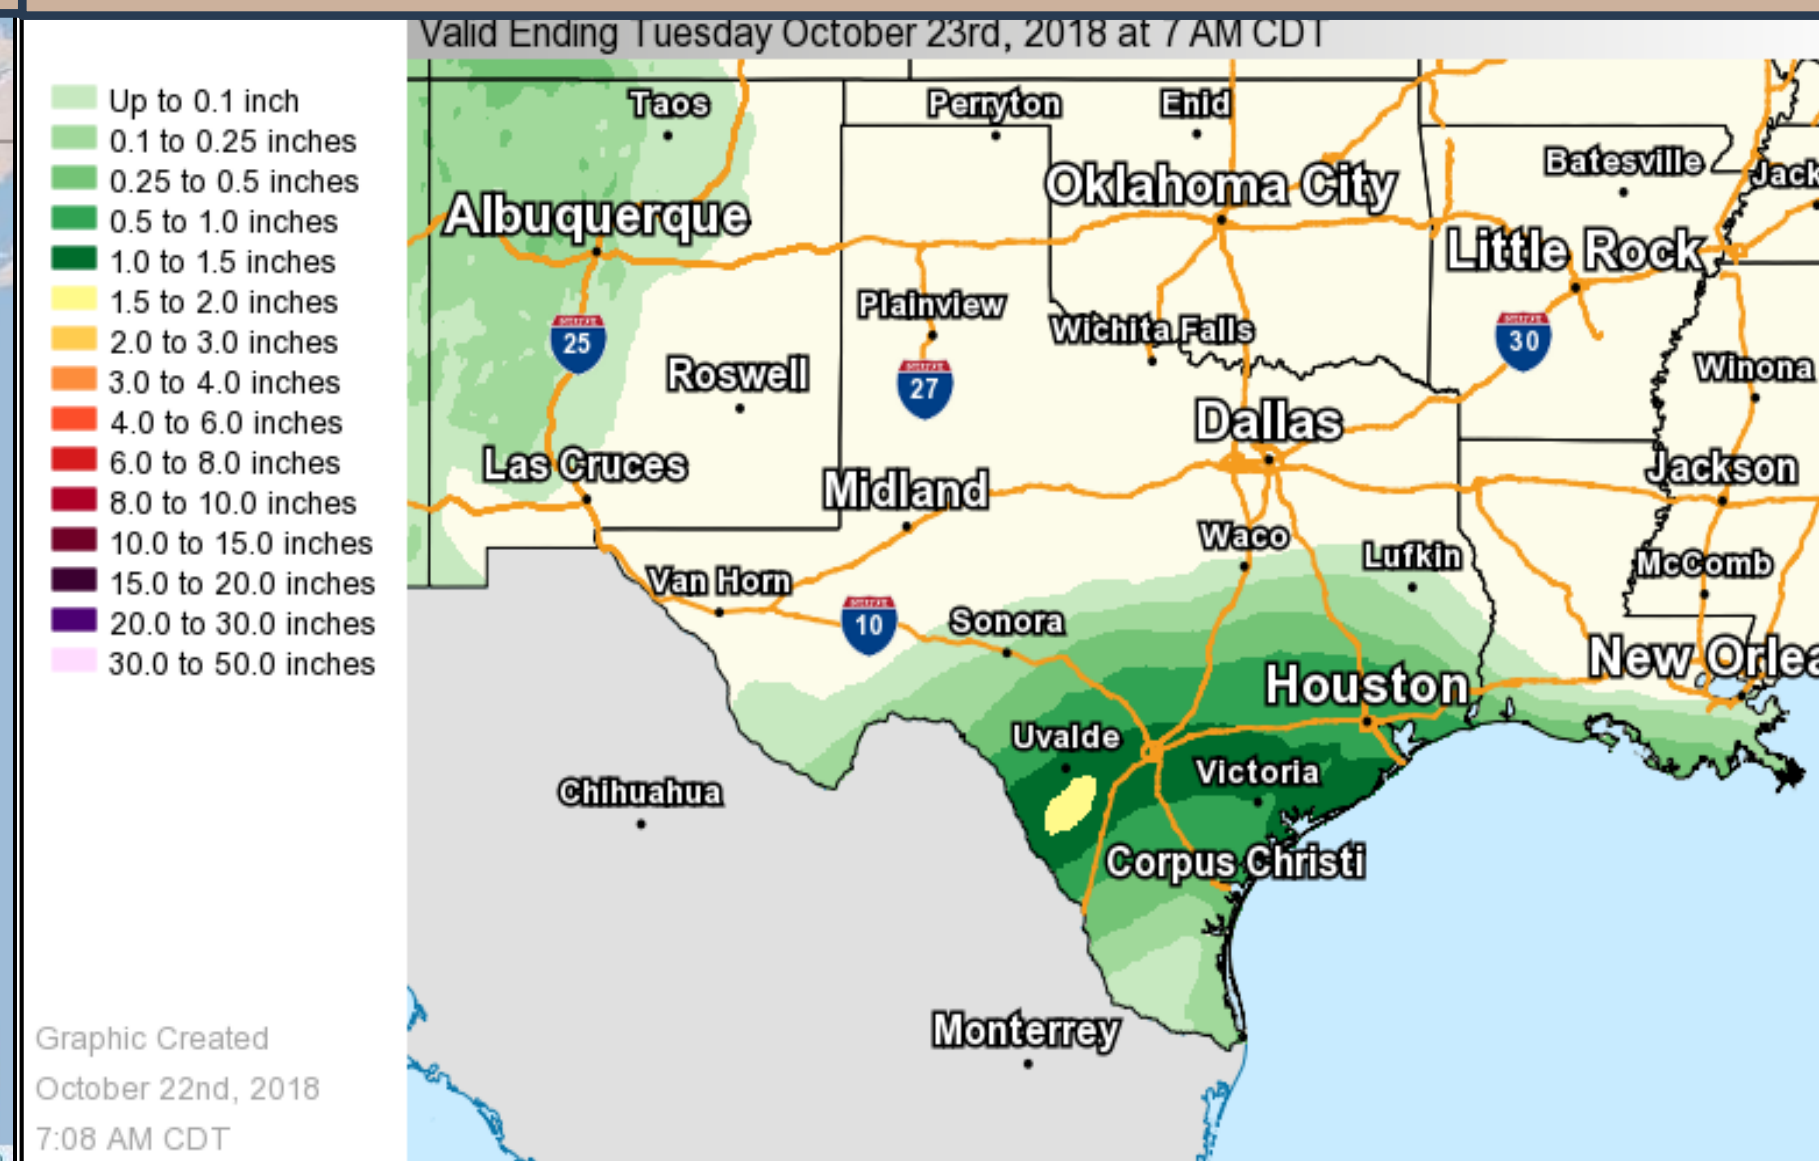 Valid Ending Tuesday October 23rd, 2018 at 7 AM CDT
Up to 0.1 inch
0.1 to 0.25 inches
0.25 to 0.5 inches
0.5 to 1.0 inches
1.0 to 1.5 inches
1.5 to 2.0 inches
2.0 to 3.0 inches
3.0 to 4.0 inches
4.0 to 6.0 inches
6.0 to 8.0 inches
8.0 to 10.0 inches
10.0 to 15.0 inches
15.0 to 20.0 inches
20.0 to 30.0 inches
30.0 to 50.0 inches
Graphic Created
October 22nd, 2018
7:08 AM CDT
Taos
Perryton
Enid
Batesville
Jack
Oklahoma City
Albuquerque
Little Rock
Plainview
Wichita Falls
25
30
27
Roswell
Winona
Dallas
Las Cruces
Midland
Jackson
Waco
Lufkin
McComb
Van Horn
10
Sonora
New Orlea
Houston
Uvalde
Victoria
Chihuahua
Corpus Christi
Monterrey